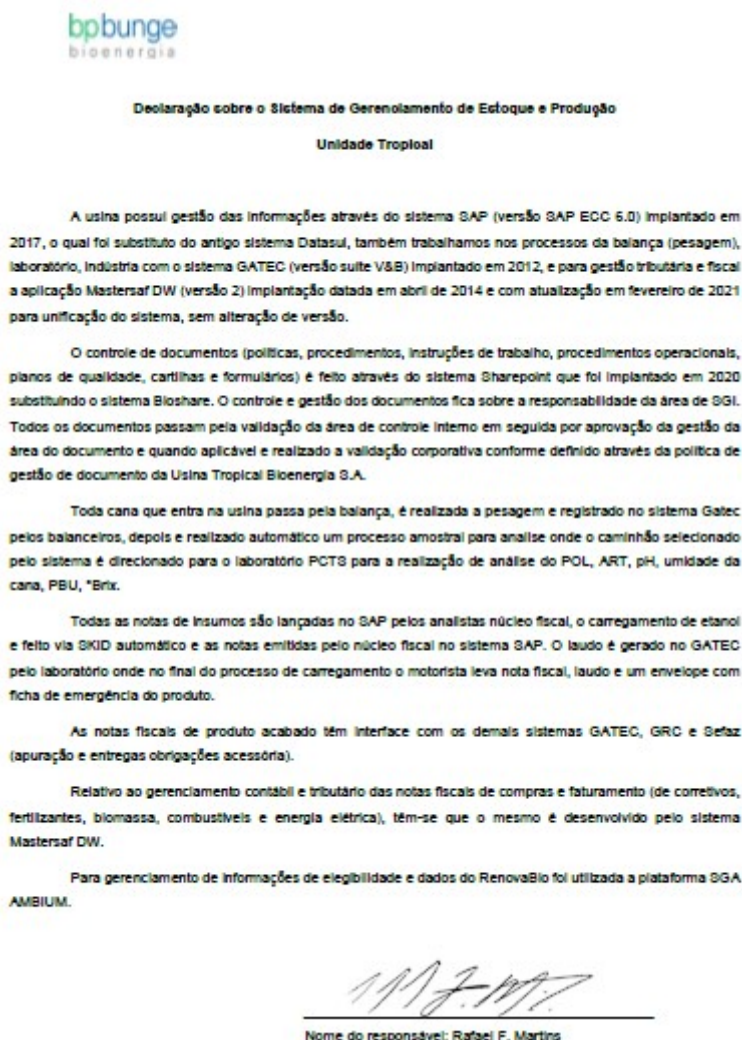 bpbunge
bioenergia
Declaração sobre o Sistema de Gerenciamento de Estoque e Produção
Unidade Tropical
A usina possui gestão das informações através do sistema SAP (versão SAP ECC 6.0) implantado em
2017, o qual foi substituto do antigo sistema Datasul, também trabalhamos nos processos da balança (pesagem),
laboratório, indústria com o sistema GATEC (versão suite V&B) implantado em 2012, e para gestão tributária e fiscal
a aplicação Mastersaf DW (versão 2) implantação datada em abril de 2014 e com atualização em fevereiro de 2021
para unificação do sistema, sem alteração de versão.
O controle de documentos (políticas, procedimentos, instruções de trabalho, procedimentos operacionais,
planos de qualidade, cartilhas e formulários) é feito através do sistema Sharepoint que foi implantado em 2020
substituindo o sistema Bioshare. O controle e gestão dos documentos fica sobre a responsabilidade da área de SGI.
Todos os documentos passam pela validação da área de controle interno em seguida por aprovação da gestão da
área do documento e quando aplicável e realizado a validação corporativa conforme definido através da política de
gestão de documento da Usina Tropical Bioenergia S.A.
Toda cana que entra na usina passa pela balança, é realizada a pesagem e registrado no sistema Gatec
pelos balanceiros, depois e realizado automático um processo amostral para analise onde o caminhão selecionado
pelo sistema é direcionado para o laboratório PCTS para a realização de análise do POL, ART, pH, umidade da
cana, PBU, °Brix.
Todas as notas de insumos são lançadas no SAP pelos analistas núcleo fiscal, o carregamento de etanol
e feito via SKID automático e as notas emitidas pelo núcleo fiscal no sistema SAP. O laudo é gerado no GATEC
pelo laboratório onde no final do processo de carregamento o motorista leva nota fiscal, laudo e um envelope com
ficha de emergência do produto.
As notas fiscais de produto acabado têm interface com os demais sistemas GATEC, GRC e Sefaz
(apuração e entregas obrigações acessória).
Relativo ao gerenciamento contábil e tributário das notas fiscais de compras e faturamento (de corretivos,
fertilizantes, biomassa, combustíveis e energia elétrica), têm-se que o mesmo é desenvolvido pelo sistema
Mastersaf DW.
Para gerenciamento de informações de elegibilidade e dados do RenovaBio foi utilizada a plataforma SGA
AMBIUM.
Nome do responsável: Rafael F. Martins